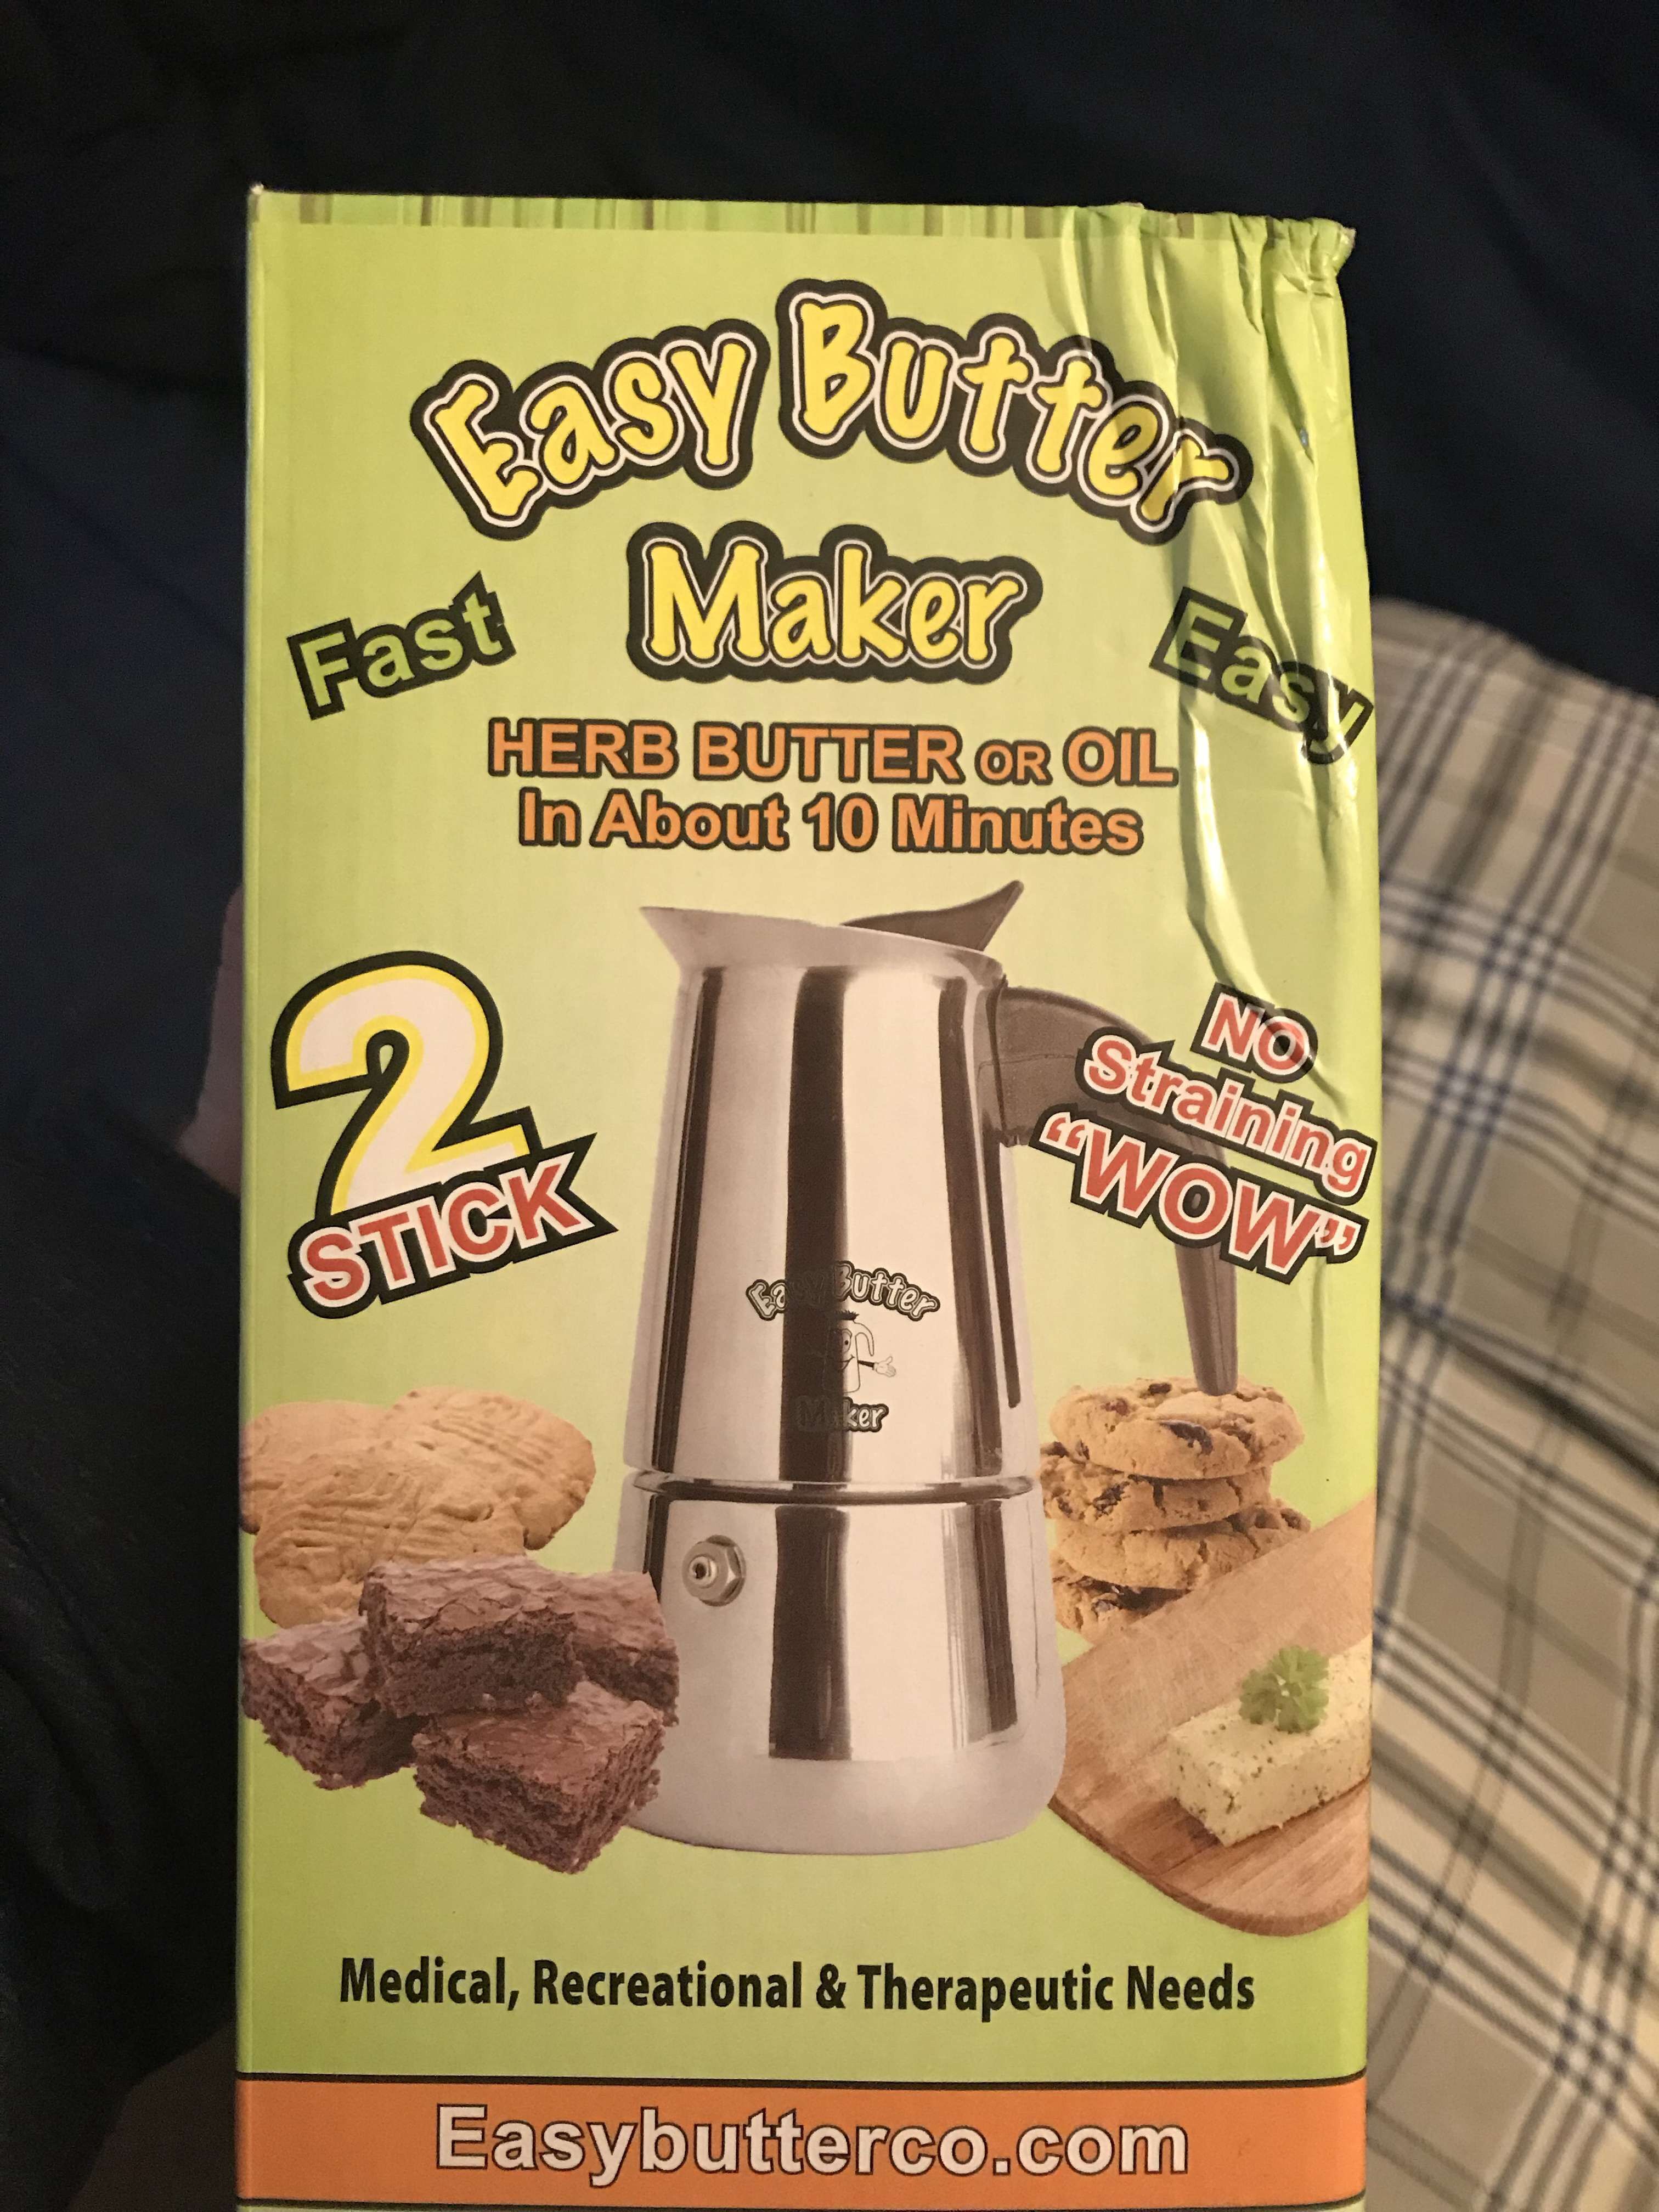 Easy Butter
Maker
Fast
Easy
HERB BUTTER OR OIL
In About 10 Minutes
2
STICK
NO
Straining
“WOW”
Easy Butter
Maker
Medical, Recreational & Therapeutic Needs
Easybutterco.com